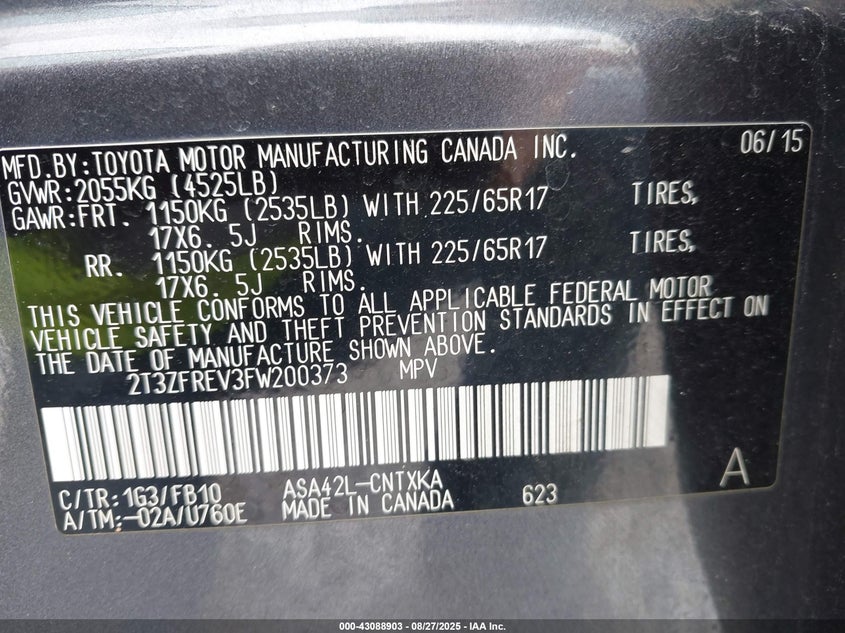 MFD.BY:TOYOTA MOTOR MANUFACTURING CANADA INC. 06/15
GVWR:2055KG (4525LB)
GAWR:FRT. 1150KG (2535LB) WITH 225/65R17 TIRES,
17X6. 5J RIMS.
RR. 1150KG (2535LB) WITH 225/65R17 TIRES,
17X6. 5J RIMS.
THIS VEHICLE CONFORMS TO ALL APPLICABLE FEDERAL MOTOR
VEHICLE SAFETY AND THEFT PREVENTION STANDARDS IN EFFECT ON
THE DATE OF MANUFACTURE SHOWN ABOVE.
2T3ZFREV3FW200373 MPV
C/TR:1G3/FB10 ASA42L-CNTXKA
A/TM:-02A/U760E MADE IN CANADA 623 A
000-43088903 - 08/27/2025 - IAA Inc.